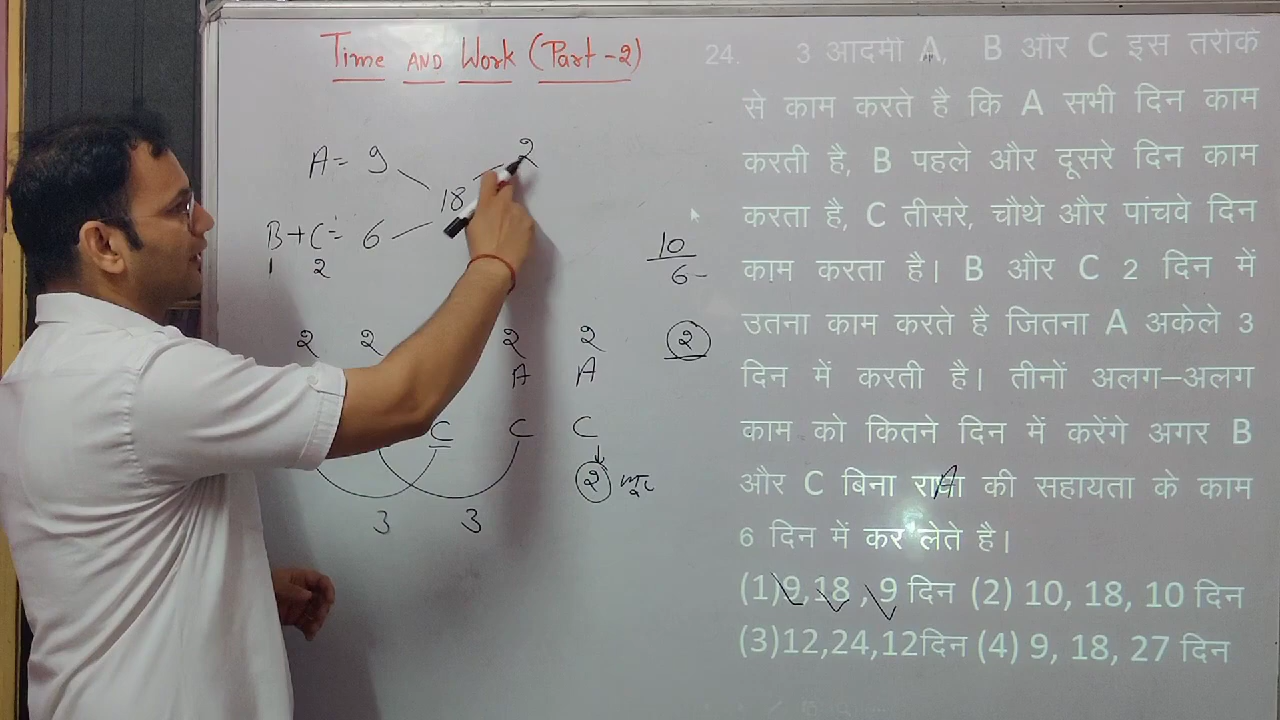 Time AND Work (Part-2)
A= 9
18
2
B+C= 6
1 2
10
6-
2 2 2 2 2
A A
C C C
2
3 3
24. 3 आदमी A, B और C इस तरीके
से काम करते है कि A सभी दिन काम
करती है, B पहले और दूसरे दिन काम
करता है, C तीसरे, चौथे और पांचवे दिन
काम करता है। B और C 2 दिन में
उतना काम करते है जितना A अकेले 3
दिन में करती है। तीनों अलग–अलग
काम को कितने दिन में करेंगे अगर B
और C बिना A की सहायता के काम
6 दिन में कर लेते है।
(1)9,18 ,9 दिन (2) 10, 18, 10 दिन
(3)12,24,12दिन (4) 9, 18, 27 दिन